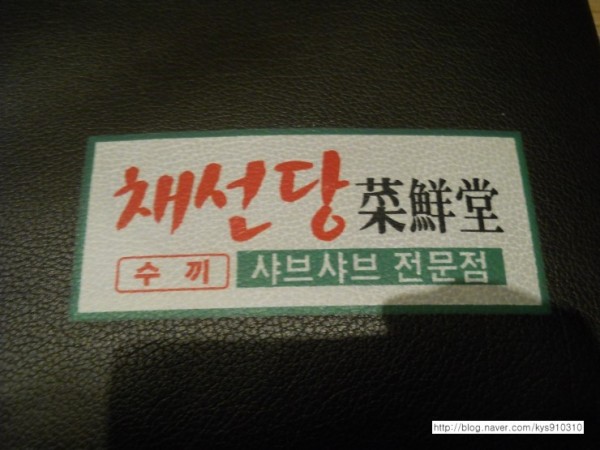 채선당 菜鮮堂
수끼 샤브샤브 전문점
http://blog.naver.com/kys910310